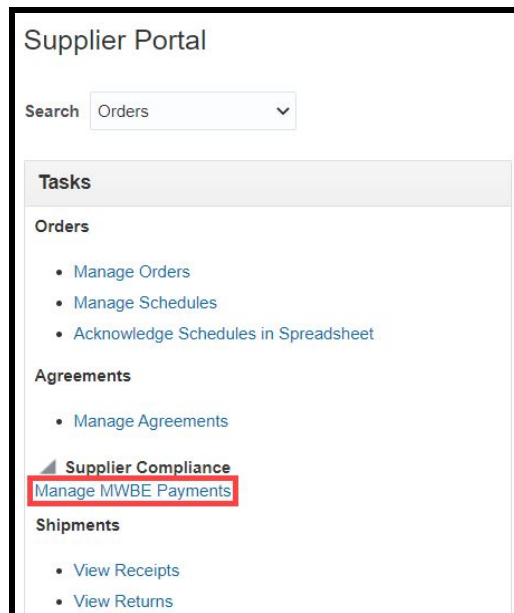 Supplier Portal
Search Orders
Tasks
Orders
Manage Orders
Manage Schedules
Acknowledge Schedules in Spreadsheet
Agreements
Manage Agreements
Supplier Compliance
Manage MWBE Payments
Shipments
View Receipts
View Returns